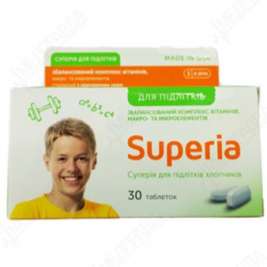 СУПЕРІЯ ДЛЯ ПІДЛІТКІВ
Збалансований комплекс вітамінів,
макро- та мікроелементів
ДЛЯ ПІДЛІТКІВ
ЗБАЛАНСОВАНИЙ КОМПЛЕКС ВІТАМІНІВ,
МАКРО- ТА МІКРОЕЛЕМЕНТІВ
Superia
Суперія для підлітків хлопчиків
30 таблеток